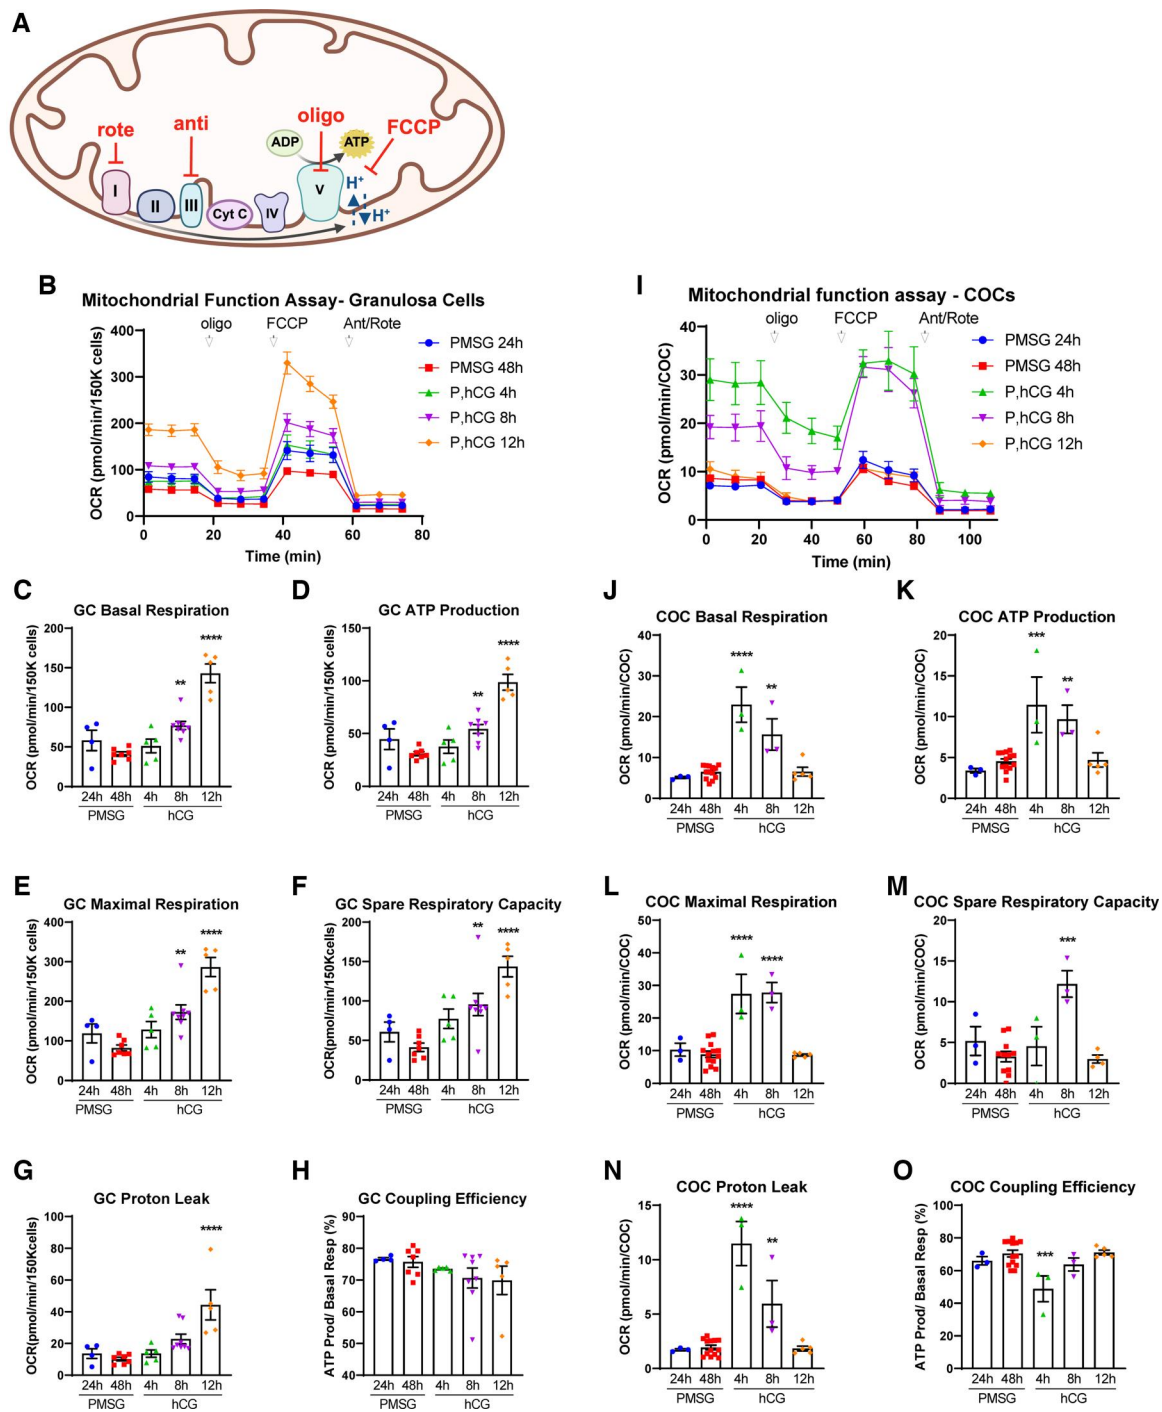 A
rote
anti
oligo
FCCP
ADP
ATP
I
II
III
Cyt C
IV
V
H+
H+
B
Mitochondrial Function Assay- Granulosa Cells
oligo FCCP Ant/Rote
OCR (pmol/min/150K cells)
400
300
200
100
0
0 20 40 60 80
Time (min)
PMSG 24h
PMSG 48h
P,hCG 4h
P,hCG 8h
P,hCG 12h
I
Mitochondrial function assay - COCs
oligo FCCP Ant/Rote
OCR (pmol/min/COC)
40
30
20
10
0
0 20 40 60 80 100
Time (min)
PMSG 24h
PMSG 48h
P,hCG 4h
P,hCG 8h
P,hCG 12h
C
GC Basal Respiration
OCR (pmol/min/150K cells)
200
150
100
50
0
** ****
24h 48h 4h 8h 12h
PMSG hCG
D
GC ATP Production
OCR (pmol/min/150K cells)
150
100
50
0
** ****
24h 48h 4h 8h 12h
PMSG hCG
J
COC Basal Respiration
OCR (pmol/min/COC)
40
30
20
10
0
**** **
24h 48h 4h 8h 12h
PMSG hCG
K
COC ATP Production
OCR (pmol/min/COC)
20
15
10
5
0
*** **
24h 48h 4h 8h 12h
PMSG hCG
E
GC Maximal Respiration
OCR (pmol/min/150K cells)
400
300
200
100
0
** ****
24h 48h 4h 8h 12h
PMSG hCG
F
GC Spare Respiratory Capacity
OCR(pmol/min/150Kcells)
200
150
100
50
0
** ****
24h 48h 4h 8h 12h
PMSG hCG
L
COC Maximal Respiration
OCR (pmol/min/COC)
50
40
30
20
10
0
**** ****
24h 48h 4h 8h 12h
PMSG hCG
M
COC Spare Respiratory Capacity
OCR (pmol/min/COC)
20
15
10
5
0
***
24h 48h 4h 8h 12h
PMSG hCG
G
GC Proton Leak
OCR(pmol/min/150Kcells)
100
80
60
40
20
0
****
24h 48h 4h 8h 12h
PMSG hCG
H
GC Coupling Efficiency
ATP Prod/ Basal Resp (%)
90
80
70
60
50
40
24h 48h 4h 8h 12h
PMSG hCG
N
COC Proton Leak
OCR (pmol/min/COC)
15
10
5
0
**** **
24h 48h 4h 8h 12h
PMSG hCG
O
COC Coupling Efficiency
ATP Prod/ Basal Resp (%)
100
80
60
40
20
0
***
24h 48h 4h 8h 12h
PMSG hCG